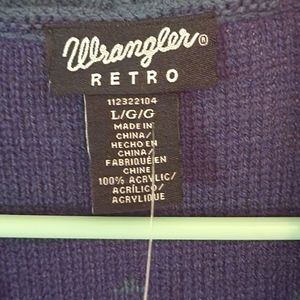 Wrangler®
RETRO
112322104
L/G/G
MADE IN
CHINA/
HECHO EN
CHINA/
FABRIQUÉ EN
CHINE
100% ACRYLIC/
ACRÍLICO/
ACRYLIQUE